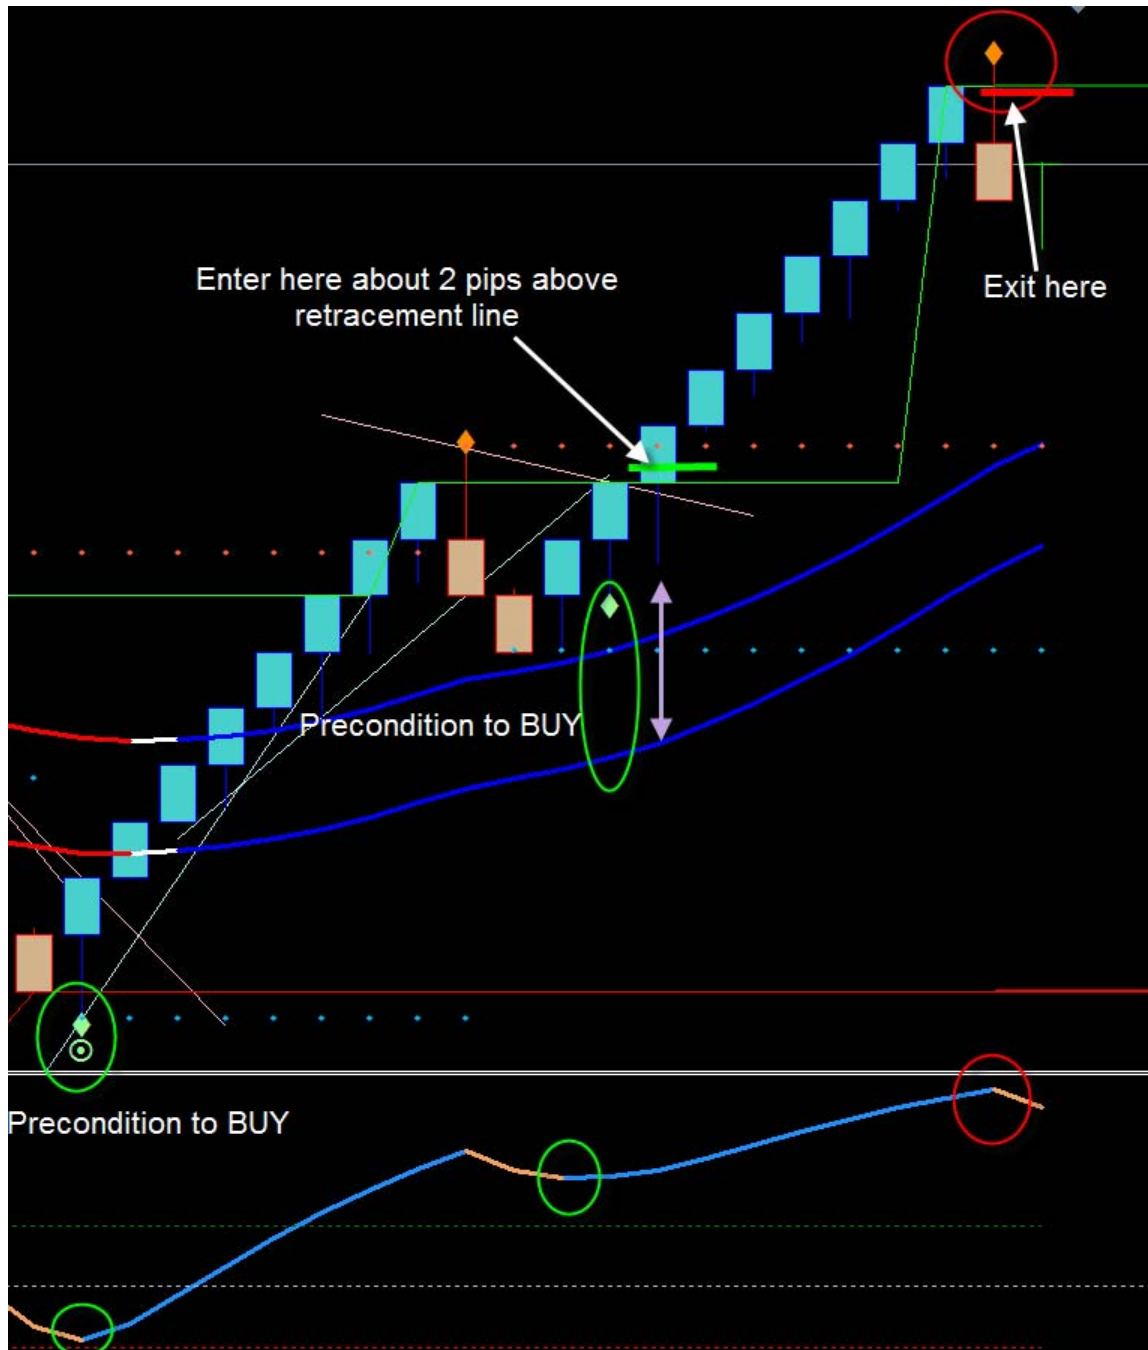 Enter here about 2 pips above
retracement line
Exit here
Precondition to BUY
Precondition to BUY